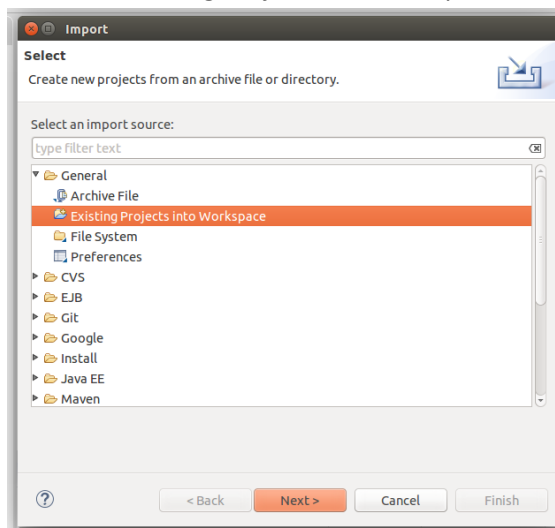 Import
Select
Create new projects from an archive file or directory.
Select an import source:
type filter text
General
Archive File
Existing Projects into Workspace
File System
Preferences
CVS
EJB
Git
Google
Install
Java EE
Maven
? < Back Next > Cancel Finish